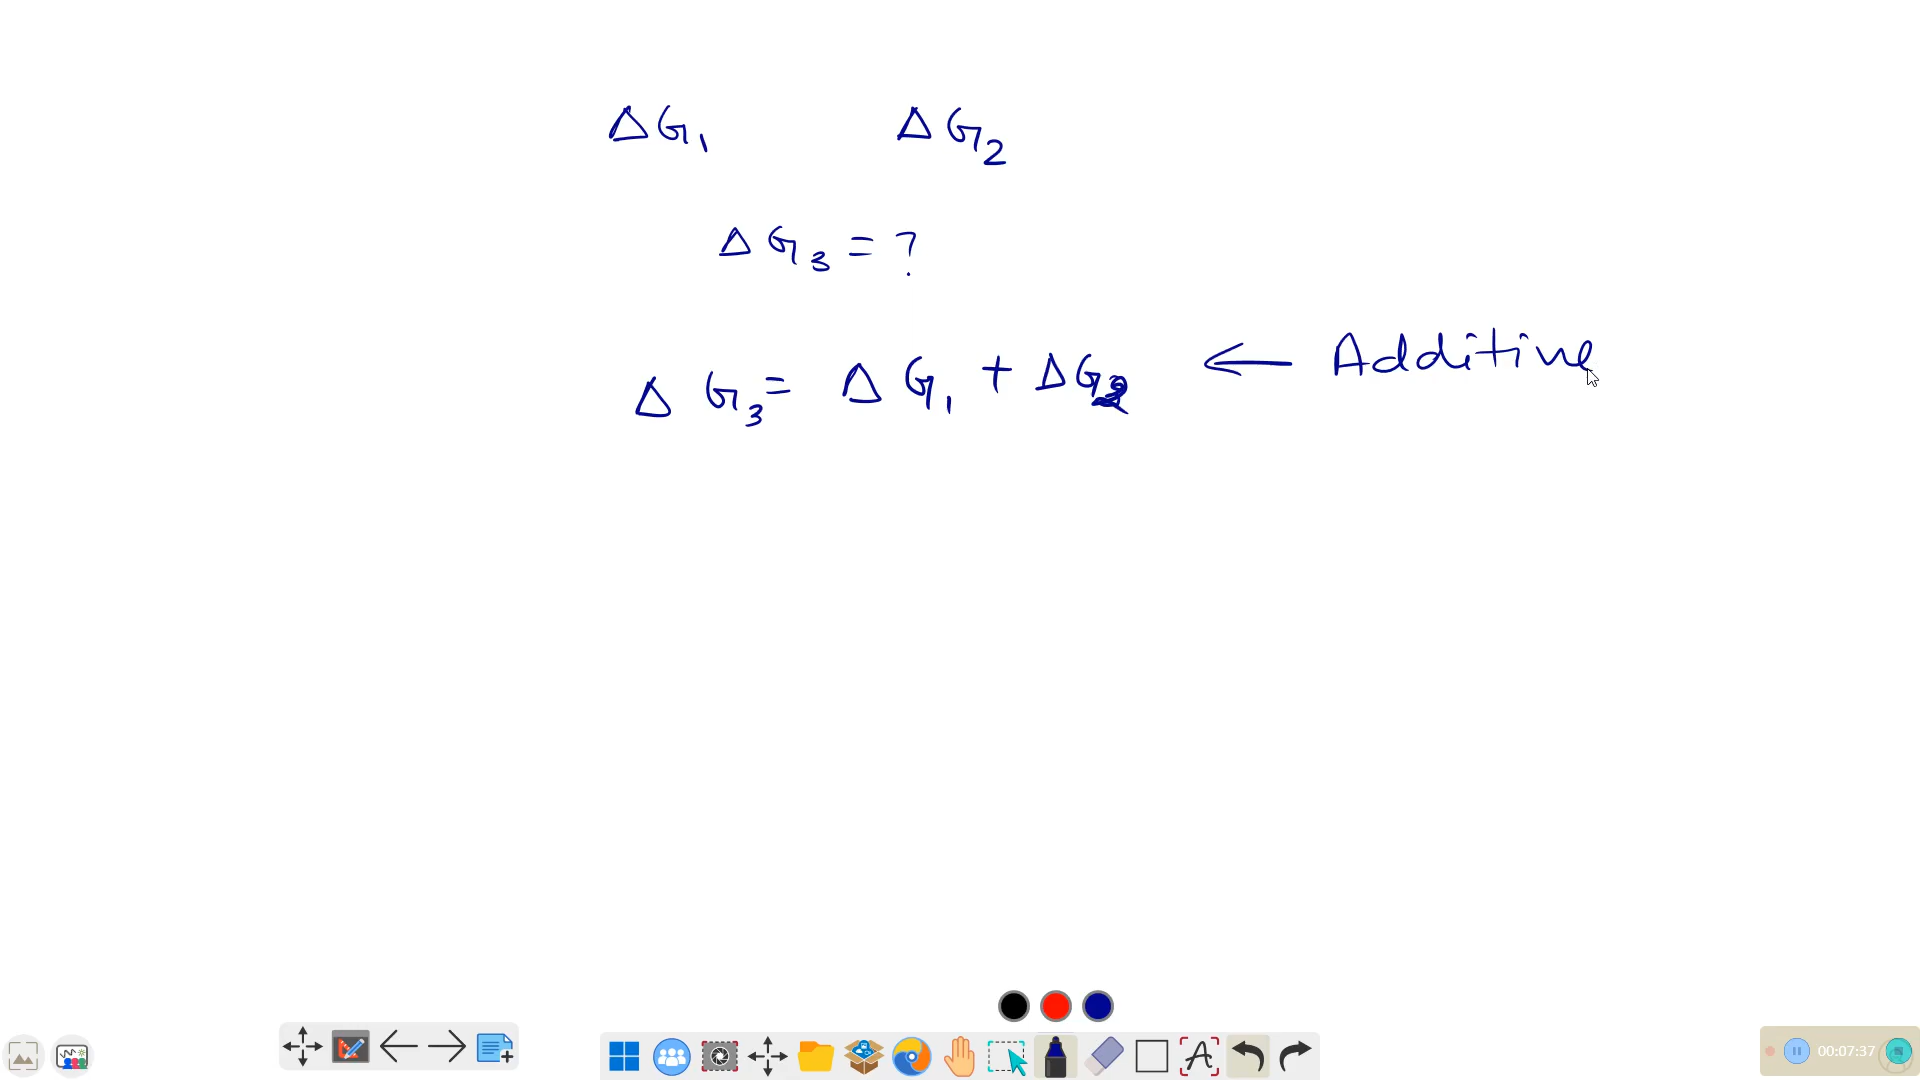 ΔG₁ ΔG₂
ΔG₃ = ?
ΔG₃ = ΔG₁ + ΔG₂ ← Additive
00:07:37